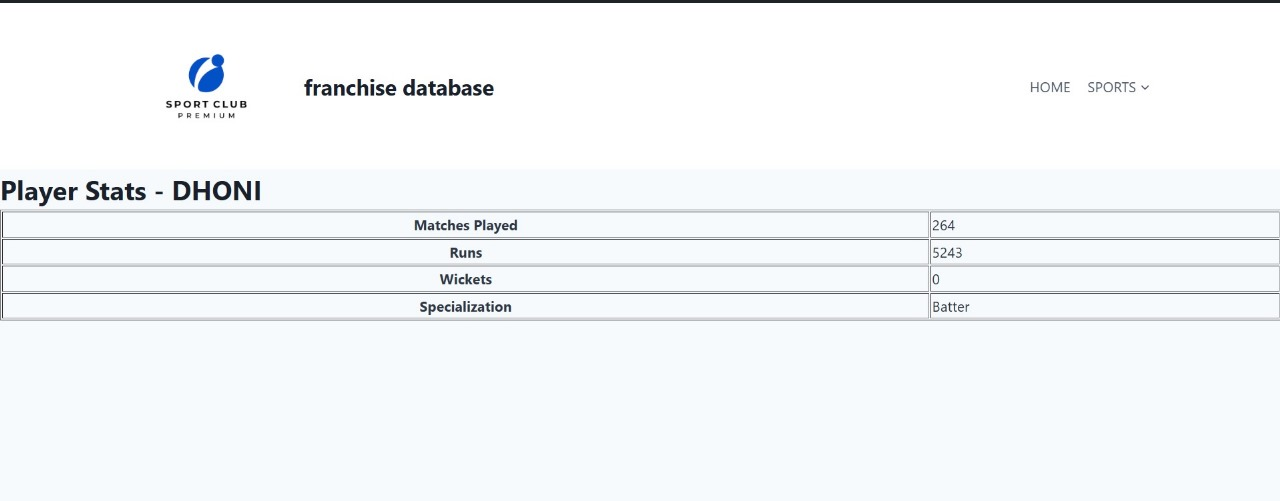 SPORT CLUB
PREMIUM
franchise database
HOME SPORTS
Player Stats - DHONI
Matches Played 264
Runs 5243
Wickets 0
Specialization Batter